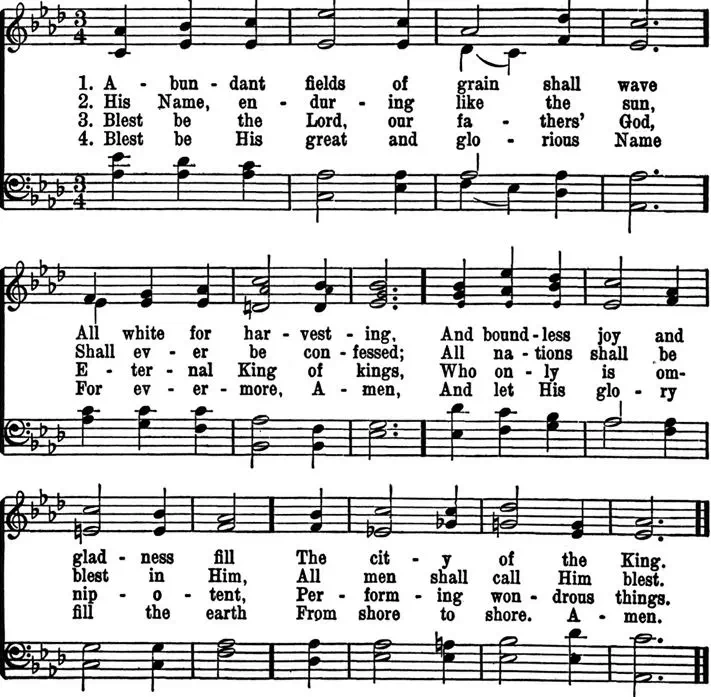 3 4
1. A - bun - dant fields of grain shall wave
2. His Name, en - dur - ing like the sun,
3. Blest be the Lord, our fa - thers' God,
4. Blest be His great and glo - rious Name
3 4
All white for har - vest - ing, And bound - less joy and
Shall ev - er be con - fessed; All na - tions shall be
E - ter - nal King of kings, Who on - ly is om-
For ev - er - more, A - men, And let His glo - ry
glad - ness fill The cit - y of the King.
blest in Him, All men shall call Him blest.
nip - o - tent, Per - form - ing won - drous things.
fill the earth From shore to shore. A - men.